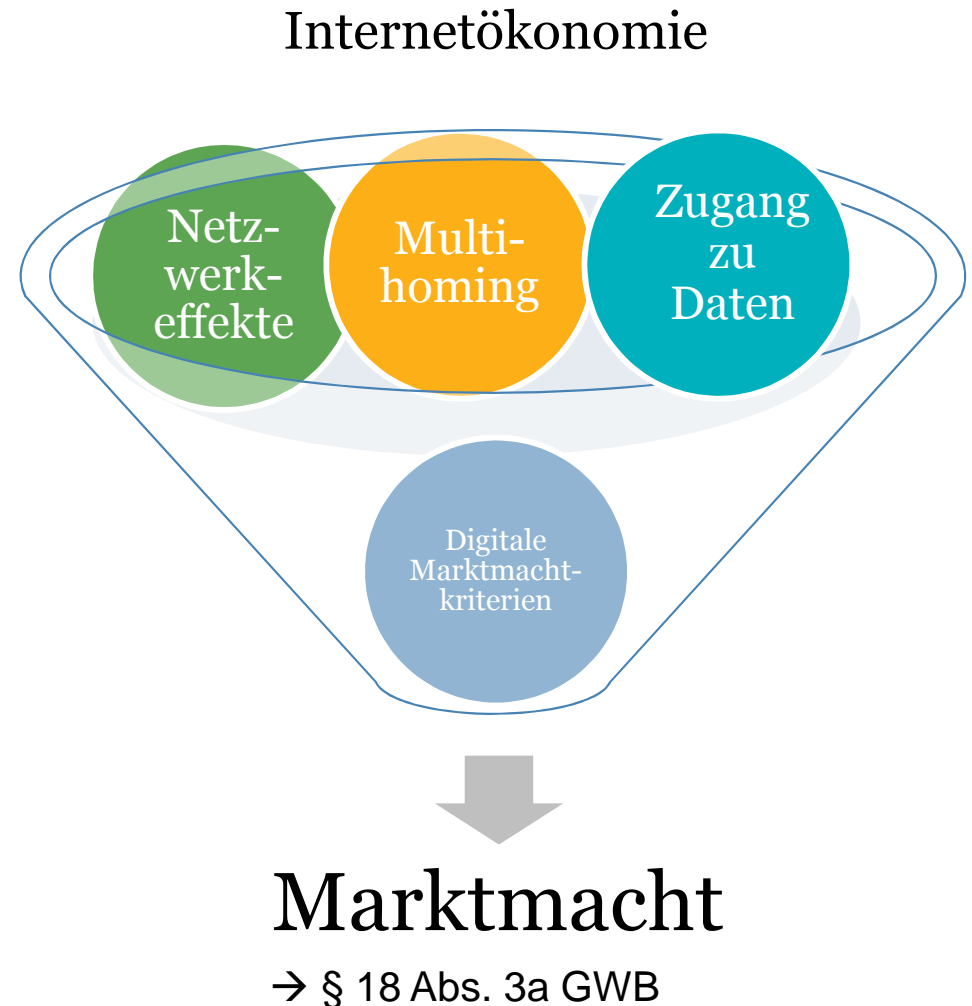 Internetökonomie
Netz-
werk-
effekte
Multi-
homing
Zugang
zu
Daten
Digitale
Marktmacht-
kriterien
Marktmacht
→ § 18 Abs. 3a GWB